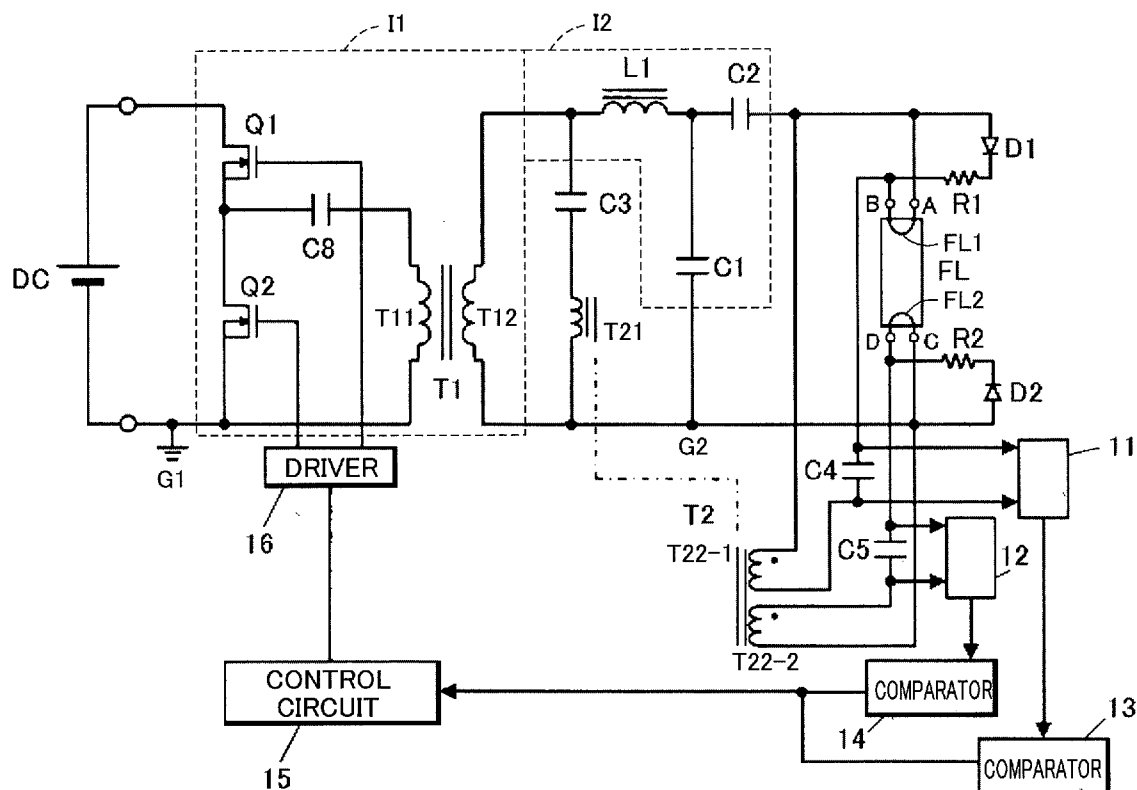 I1
I2
L1
C2
Q1
D1
C3
B
A
R1
C8
FL1
FL
C1
DC
Q2
FL2
T11
T12
T21
D
C
R2
T1
D2
G1
G2
DRIVER
C4
11
16
T2
C5
T22-1
12
T22-2
CONTROL
CIRCUIT
COMPARATOR
13
14
15
COMPARATOR